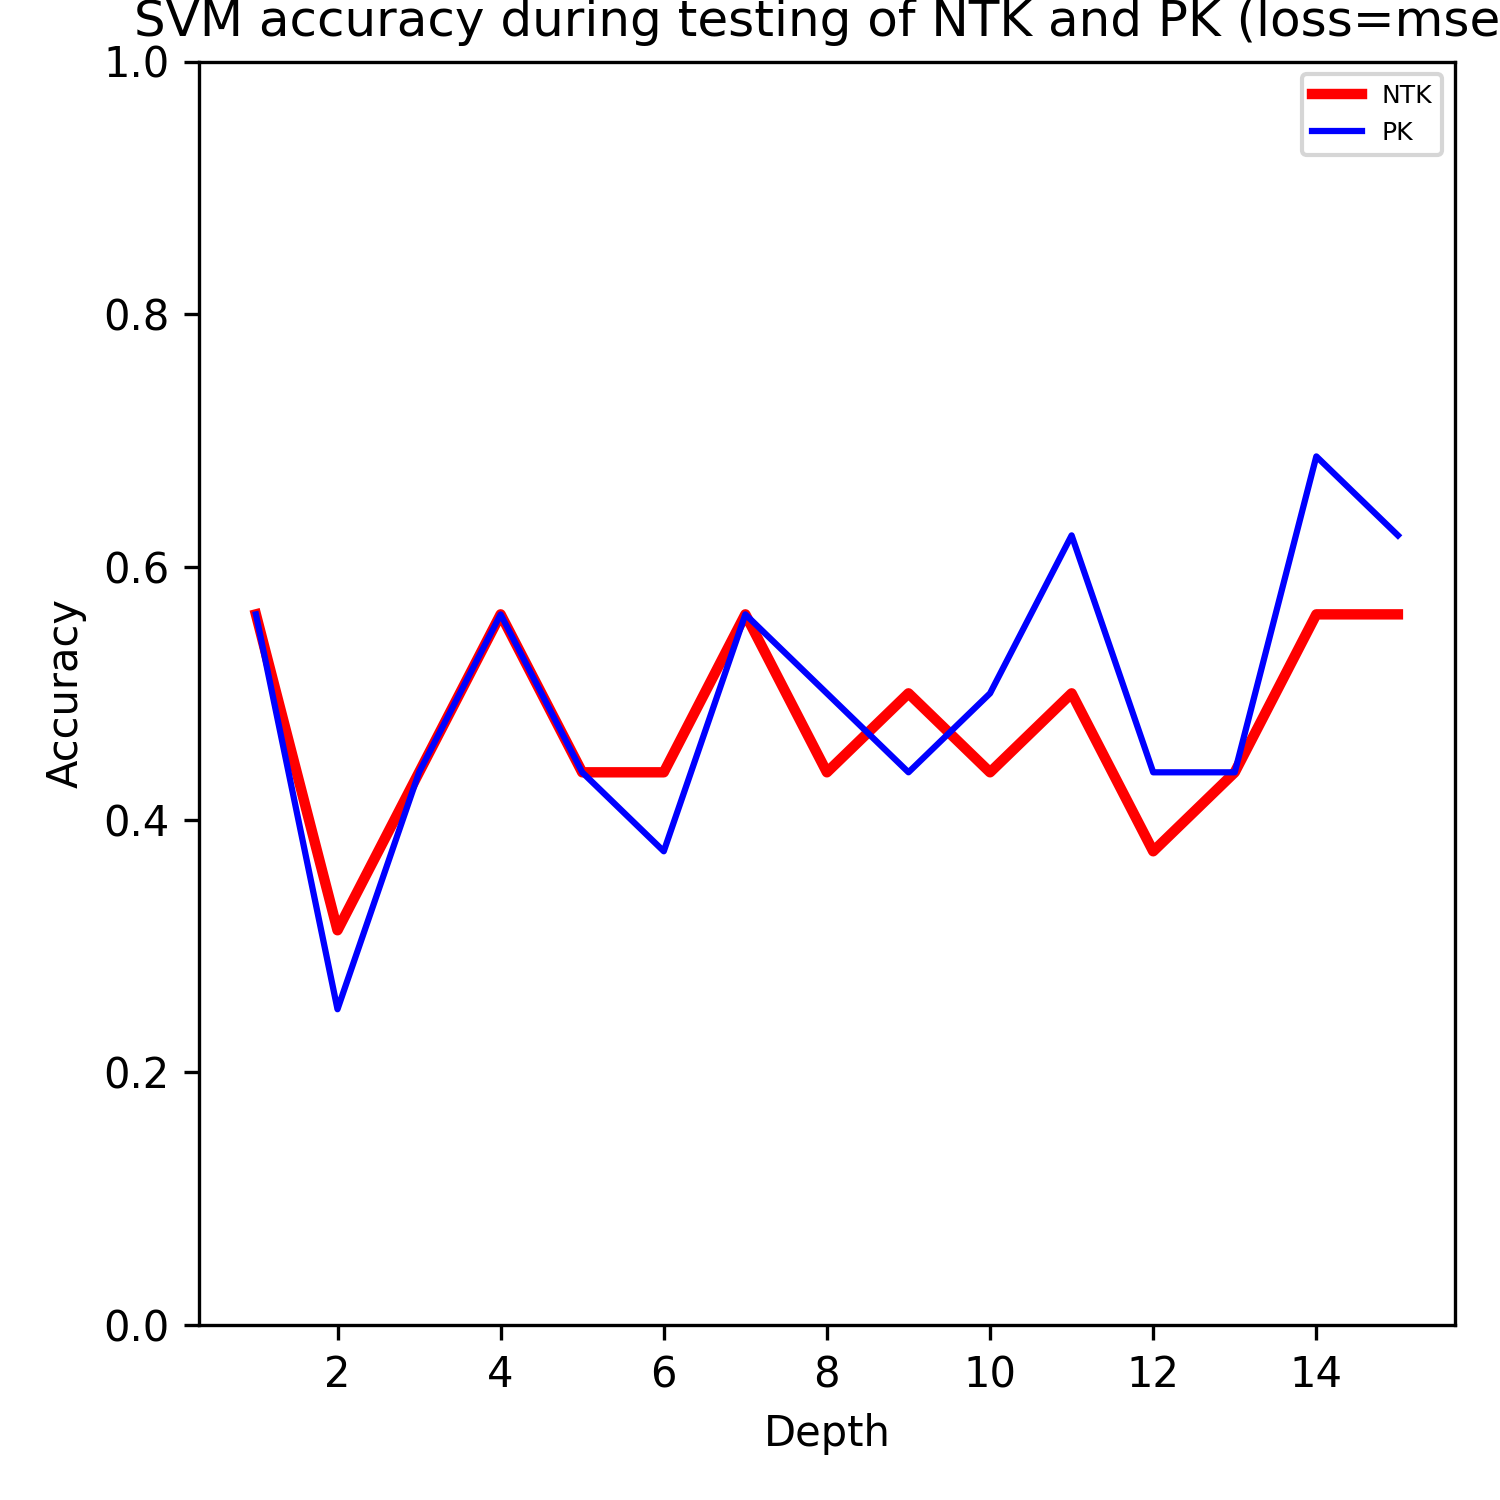 SVM accuracy during testing of NTK and PK (loss=mse
1.0
NTK
PK
0.8
0.6
Accuracy
0.4
0.2
0.0
2 4 6 8 10 12 14
Depth